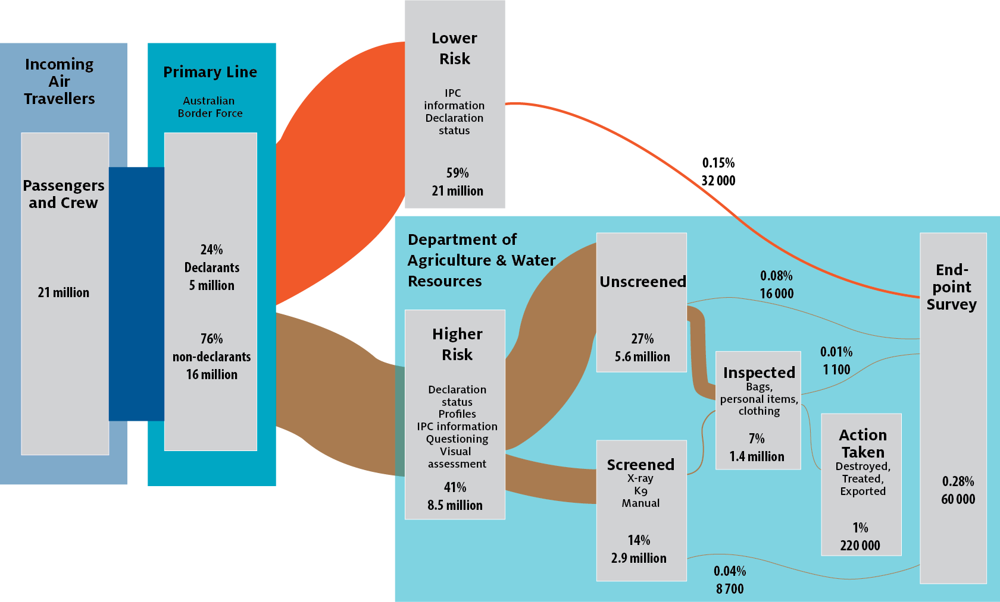 Incoming
Air
Travellers
Passengers
and Crew
21 million
Primary Line
Australian
Border Force
24%
Declarants
5 million
76%
non-declarants
16 million
Lower
Risk
IPC
information
Declaration
status
59%
21 million
0.15%
32 000
Department of
Agriculture & Water
Resources
Higher
Risk
Declaration
status
Profiles
IPC information
Questioning
Visual
assessment
41%
8.5 million
Unscreened
27%
5.6 million
Screened
X-ray
K9
Manual
14%
2.9 million
0.08%
16 000
0.01%
1 100
Inspected
Bags,
personal items,
clothing
7%
1.4 million
Action
Taken
Destroyed,
Treated,
Exported
1%
220 000
0.04%
8 700
End-
point
Survey
0.28%
60 000